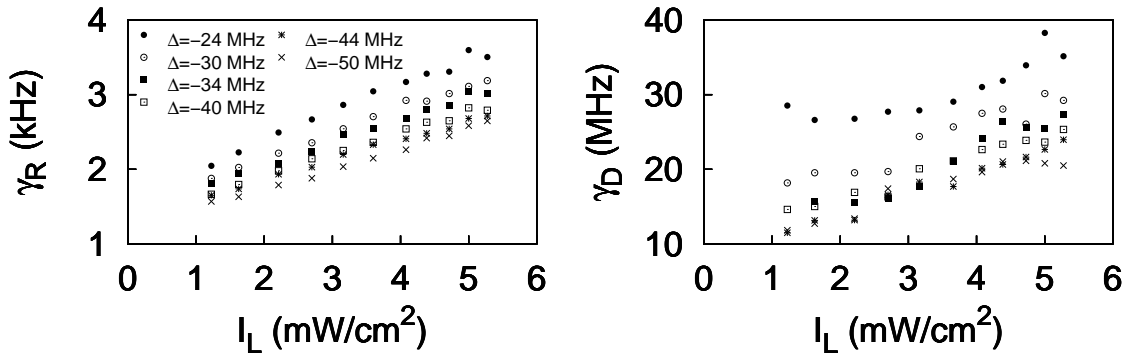 4
3
2
1
γR (kHz)
Δ=−24 MHz
Δ=−30 MHz
Δ=−34 MHz
Δ=−40 MHz
Δ=−44 MHz
Δ=−50 MHz
0 1 2 3 4 5 6
IL (mW/cm²)
40
30
20
10
γD (MHz)
0 1 2 3 4 5 6
IL (mW/cm²)